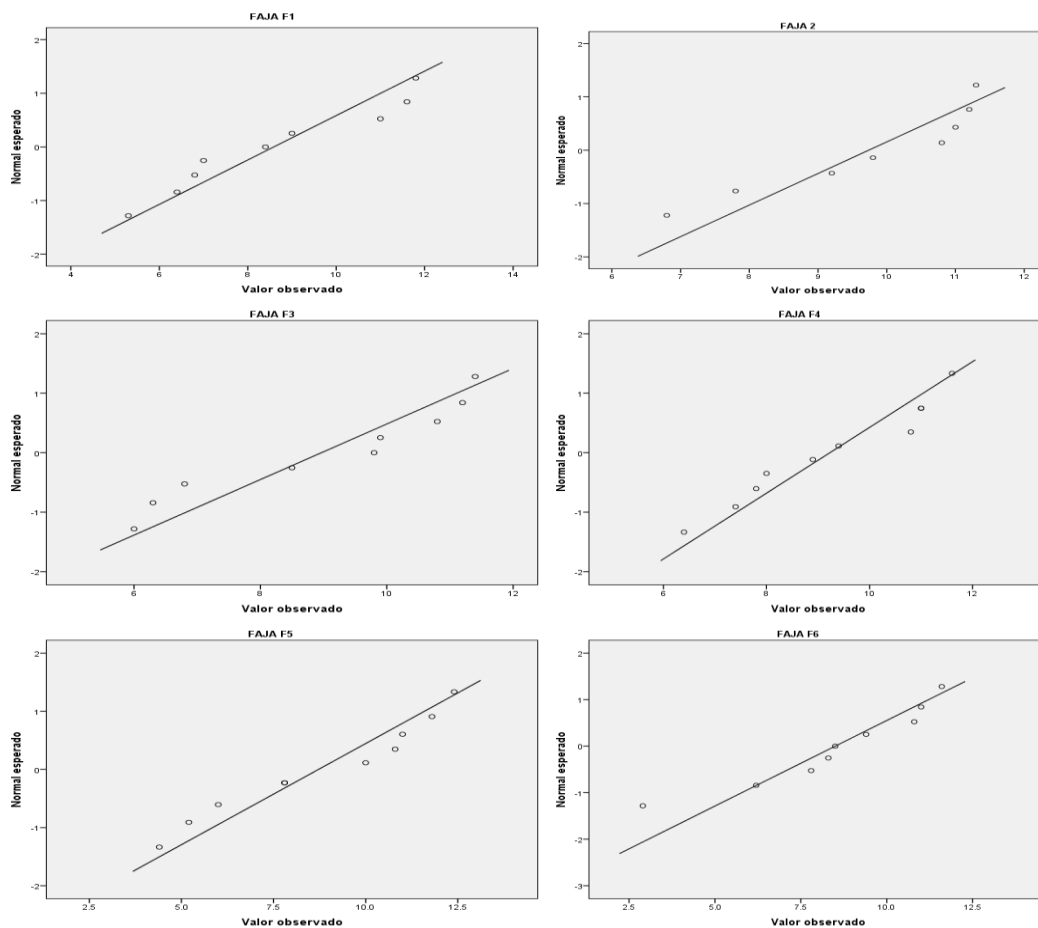 FAJA F1
Normal esperado
2
1
0
-1
-2
4 6 8 10 12 14
Valor observado
FAJA 2
Normal esperado
2
1
0
-1
-2
6 7 8 9 10 11 12
Valor observado
FAJA F3
Normal esperado
2
1
0
-1
-2
6 8 10 12
Valor observado
FAJA F4
Normal esperado
2
1
0
-1
-2
6 8 10 12
Valor observado
FAJA F5
Normal esperado
2
1
0
-1
-2
2.5 5.0 7.5 10.0 12.5
Valor observado
FAJA F6
Normal esperado
2
1
0
-1
-2
-3
2.5 5.0 7.5 10.0 12.5
Valor observado